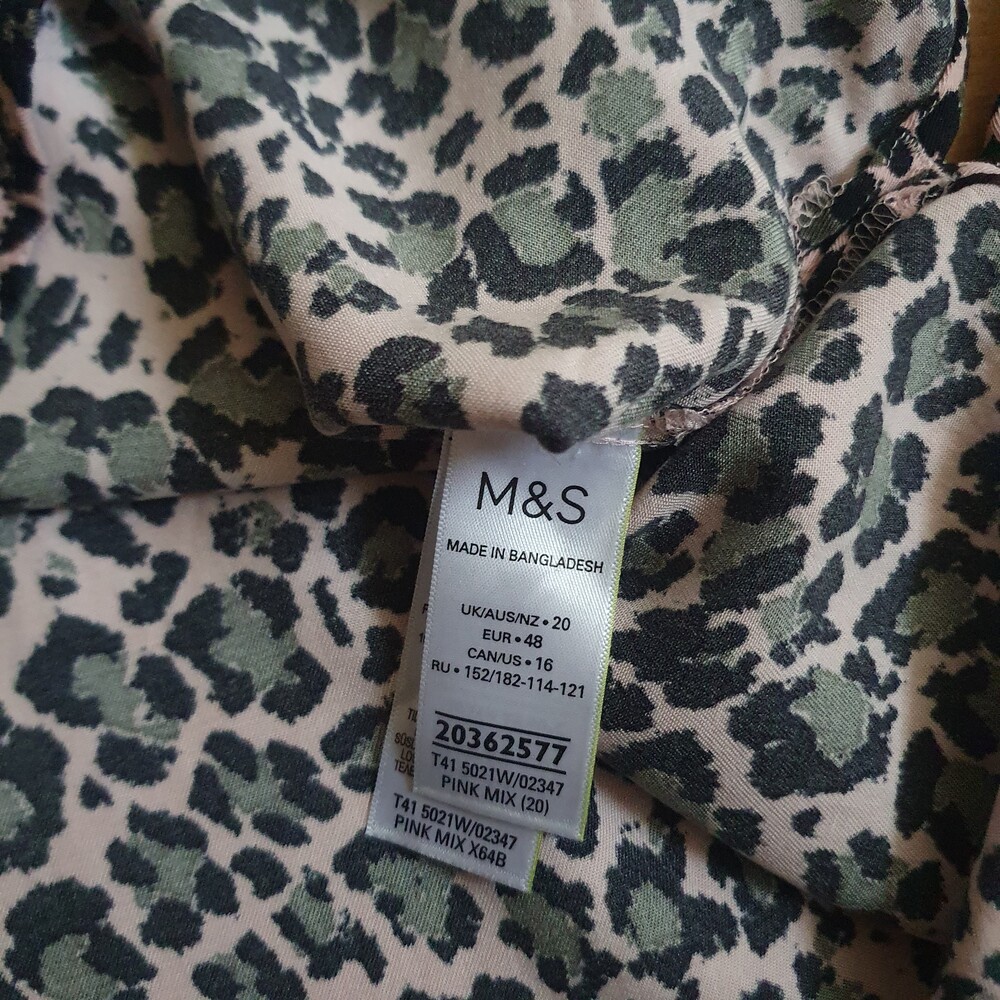 M&S
MADE IN BANGLADESH
UK/AUS/NZ • 20
EUR • 48
CAN/US • 16
RU • 152/182-114-121
20362577
T41 5021W/02347
PINK MIX (20)
T41 5021W/02347
PINK MIX X64B